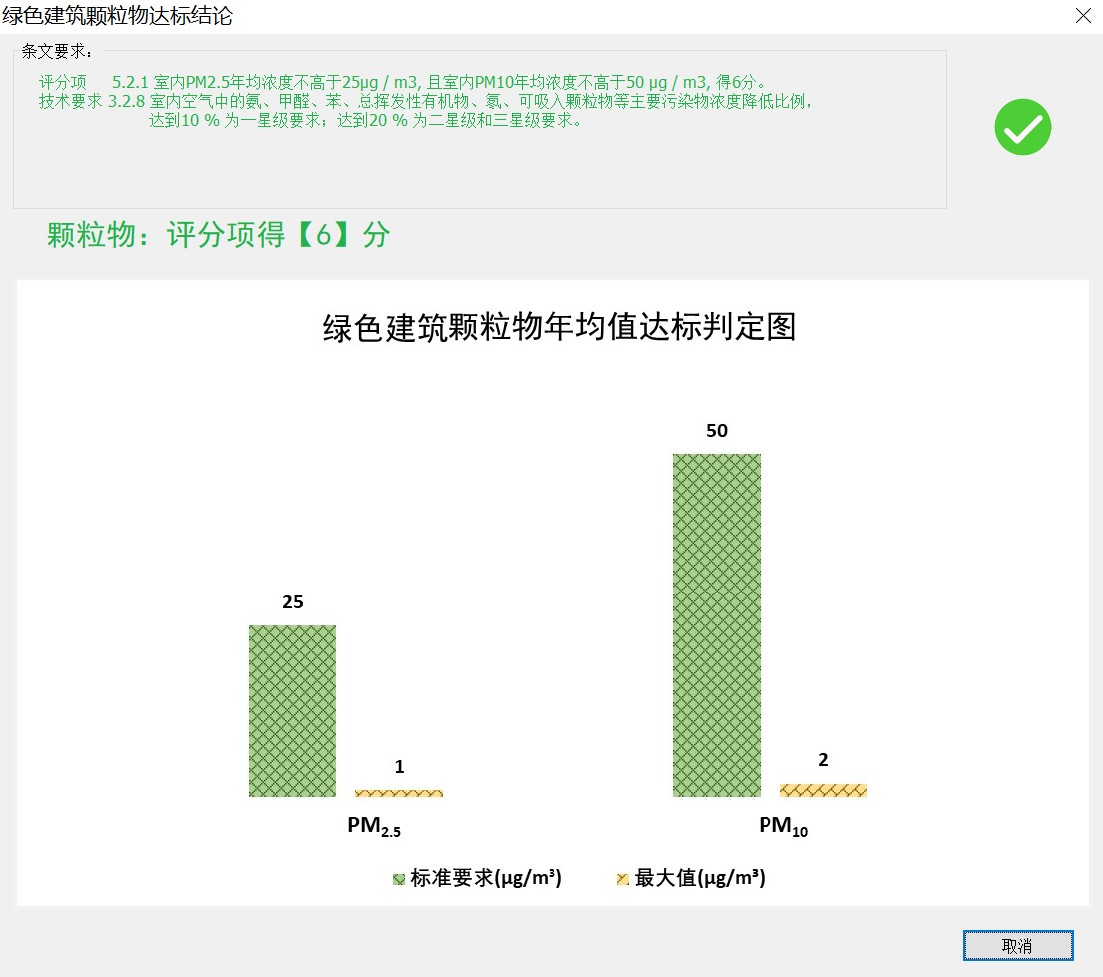 绿色建筑颗粒物达标结论
条文要求：
评分项 5.2.1 室内PM2.5年均浓度不高于25μg / m3, 且室内PM10年均浓度不高于50 μg / m3, 得6分。
技术要求 3.2.8 室内空气中的氨、甲醛、苯、总挥发性有机物、氡、可吸入颗粒物等主要污染物浓度降低比例，
达到10 % 为一星级要求；达到20 % 为二星级和三星级要求。
颗粒物：评分项得【6】分
绿色建筑颗粒物年均值达标判定图
50
25
2
1
PM₂.₅ PM₁₀
标准要求(μg/m³) 最大值(μg/m³)
取消